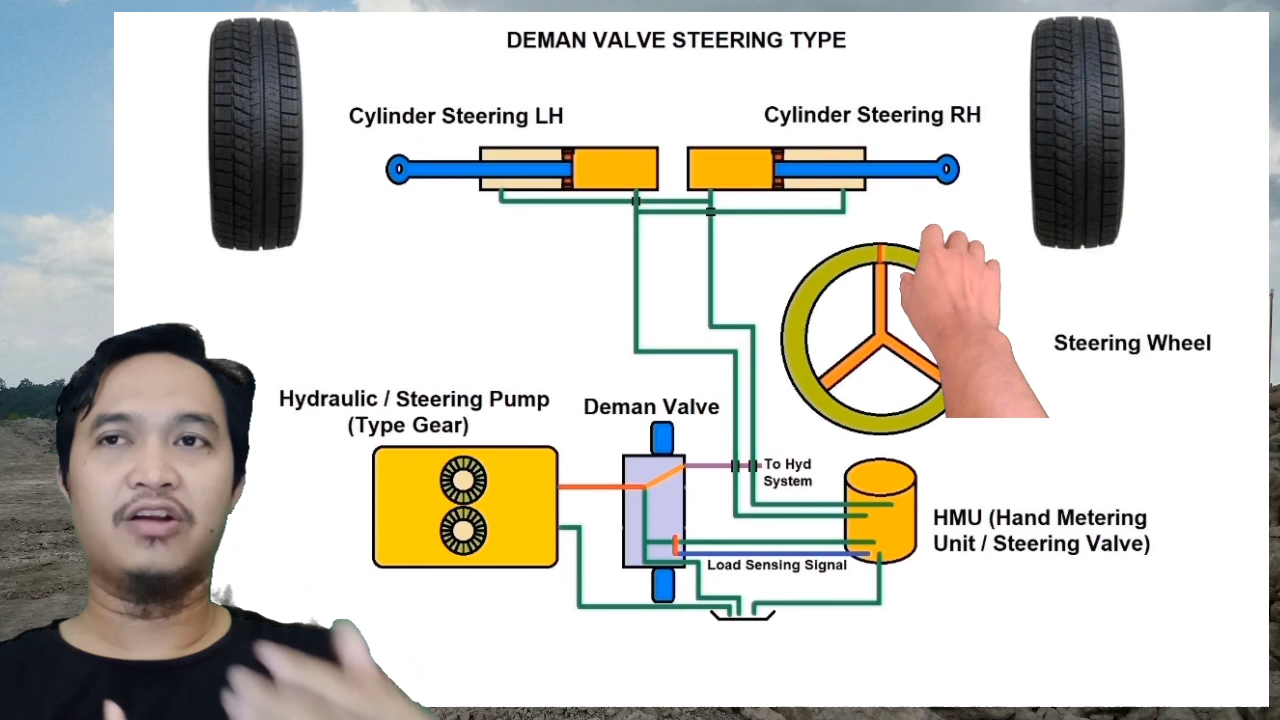 DEMAN VALVE STEERING TYPE
Cylinder Steering LH
Cylinder Steering RH
Steering Wheel
Hydraulic / Steering Pump
(Type Gear)
Deman Valve
To Hyd
System
HMU (Hand Metering
Unit / Steering Valve)
Load Sensing Signal